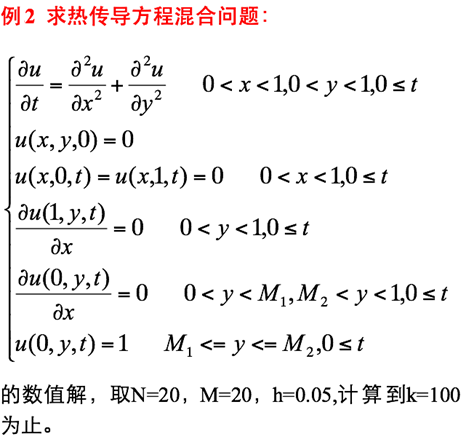 例2 求热传导方程混合问题：
∂u/∂t = ∂²u/∂x² + ∂²u/∂y² 0 < x < 1,0 < y < 1,0 ≤ t
u(x, y,0) = 0
u(x,0, t) = u(x,1, t) = 0 0 < x < 1,0 ≤ t
∂u(1, y, t)/∂x = 0 0 < y < 1,0 ≤ t
∂u(0, y, t)/∂x = 0 0 < y < M₁, M₂ < y < 1,0 ≤ t
u(0, y, t) = 1 M₁ <= y <= M₂,0 ≤ t
的数值解，取N=20，M=20，h=0.05,计算到k=100
为止。